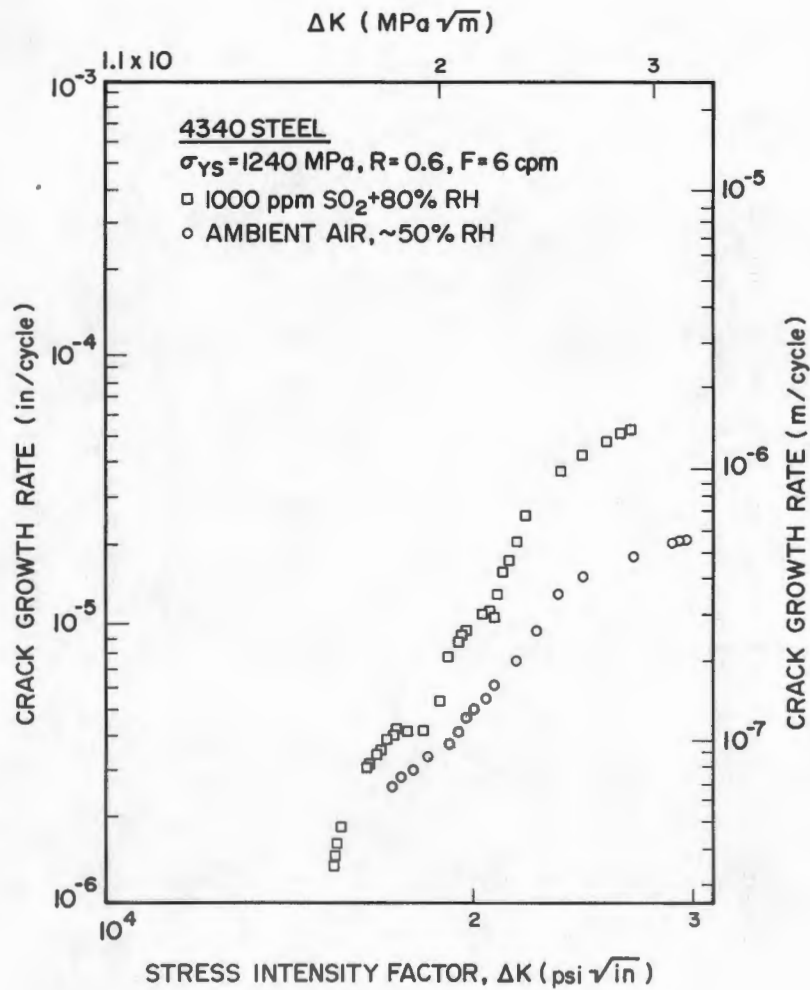 ΔK (MPa √m)
1.1 x 10 2 3
10⁻³
4340 STEEL
σYS = 1240 MPa, R = 0.6, F = 6 cpm
□ 1000 ppm SO₂+80% RH
○ AMBIENT AIR, ~50% RH
10⁻⁵
10⁻⁴
10⁻⁶
10⁻⁵
10⁻⁷
10⁻⁶
CRACK GROWTH RATE (in/cycle)
CRACK GROWTH RATE (m/cycle)
10⁴ 2 3
STRESS INTENSITY FACTOR, ΔK (psi √in)